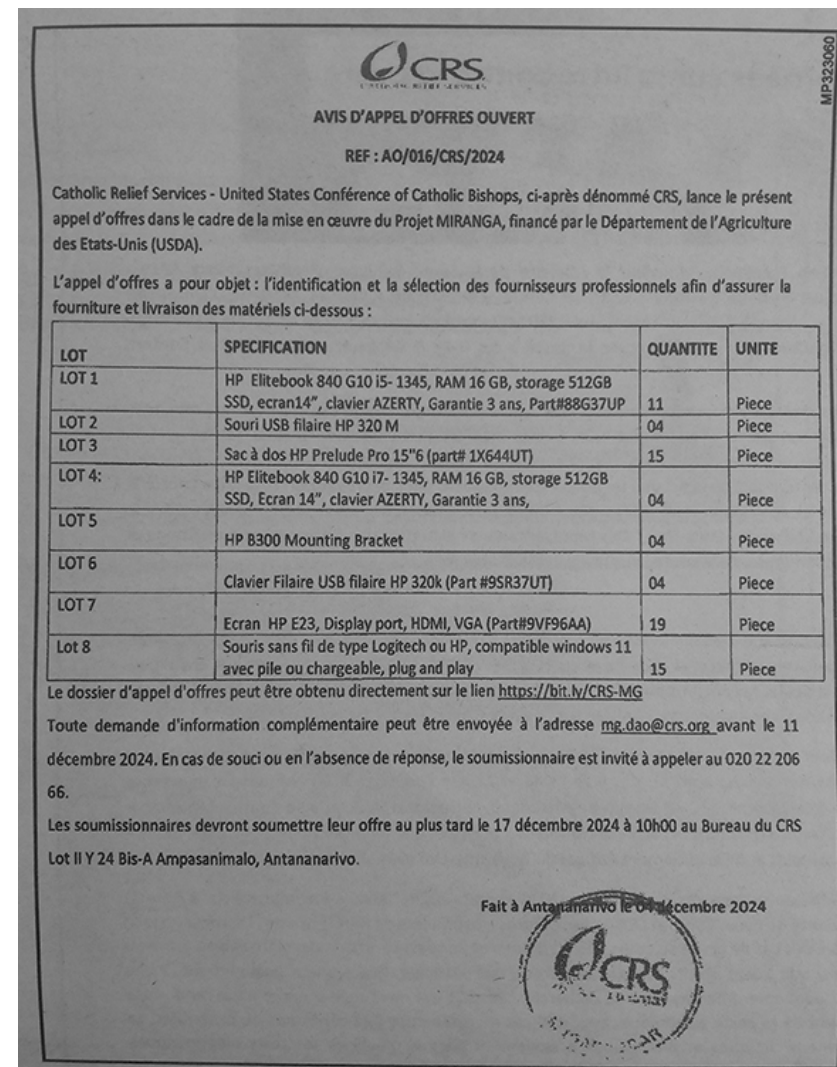 MP323060
CRS
CATHOLIC RELIEF SERVICES
AVIS D'APPEL D'OFFRES OUVERT
REF : AO/016/CRS/2024
Catholic Relief Services - United States Conférence of Catholic Bishops, ci-après dénommé CRS, lance le présent
appel d'offres dans le cadre de la mise en œuvre du Projet MIRANGA, financé par le Département de l'Agriculture
des Etats-Unis (USDA).
L'appel d'offres a pour objet : l'identification et la sélection des fournisseurs professionnels afin d'assurer la
fourniture et livraison des matériels ci-dessous :
LOT SPECIFICATION QUANTITE UNITE
LOT 1 HP Elitebook 840 G10 i5- 1345, RAM 16 GB, storage 512GB
SSD, ecran14", clavier AZERTY, Garantie 3 ans, Part#88G37UP 11 Piece
LOT 2 Souri USB filaire HP 320 M 04 Piece
LOT 3
Sac à dos HP Prelude Pro 15"6 (part# 1X644UT) 15 Piece
LOT 4: HP Elitebook 840 G10 i7- 1345, RAM 16 GB, storage 512GB
SSD, Ecran 14", clavier AZERTY, Garantie 3 ans, 04 Piece
LOT 5
HP B300 Mounting Bracket 04 Piece
LOT 6
Clavier Filaire USB filaire HP 320k (Part #9SR37UT) 04 Piece
LOT 7
Ecran HP E23, Display port, HDMI, VGA (Part#9VF96AA) 19 Piece
Lot 8 Souris sans fil de type Logitech ou HP, compatible windows 11
avec pile ou chargeable, plug and play 15 Piece
Le dossier d'appel d'offres peut être obtenu directement sur le lien https://bit.ly/CRS-MG
Toute demande d'information complémentaire peut être envoyée à l'adresse mg.dao@crs.org avant le 11
décembre 2024. En cas de souci ou en l'absence de réponse, le soumissionnaire est invité à appeler au 020 22 206
66.
Les soumissionnaires devront soumettre leur offre au plus tard le 17 décembre 2024 à 10h00 au Bureau du CRS
Lot II Y 24 Bis-A Ampasanimalo, Antananarivo.
Fait à Antananarivo le 04 décembre 2024
CRS